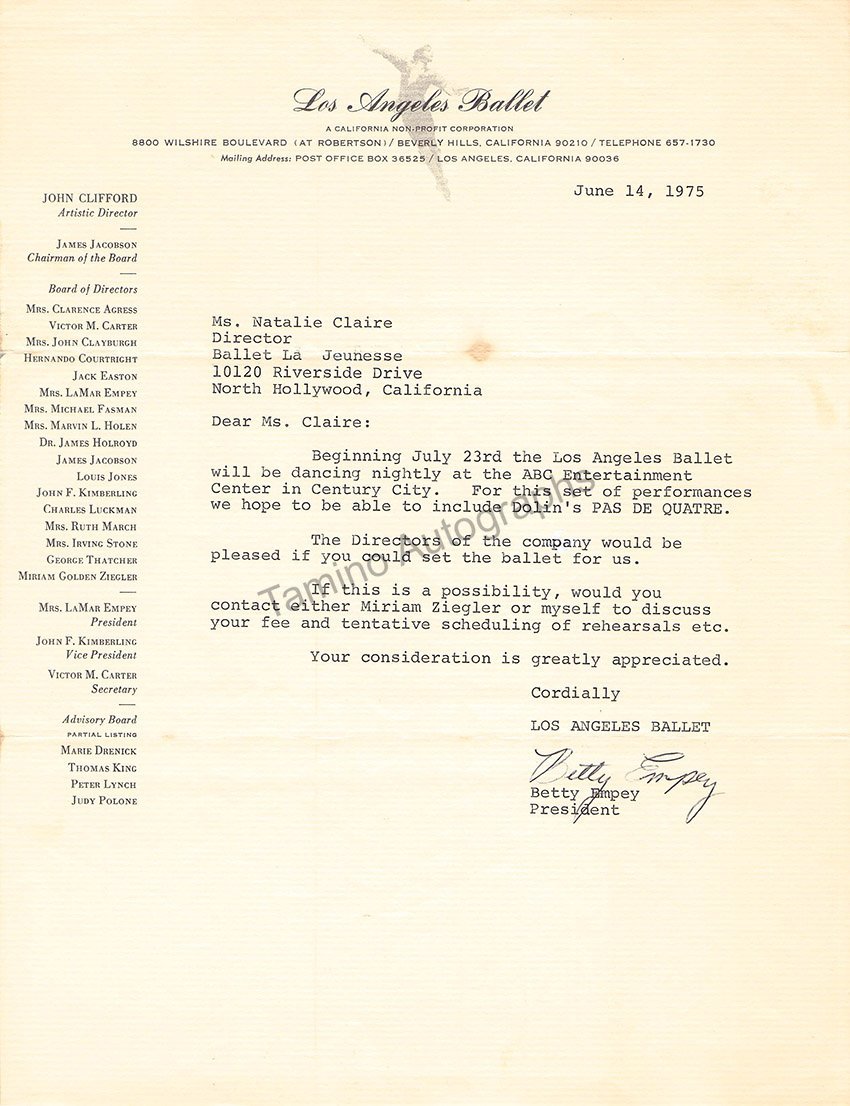 Los Angeles Ballet
A CALIFORNIA NON-PROFIT CORPORATION
8800 WILSHIRE BOULEVARD (AT ROBERTSON) / BEVERLY HILLS, CALIFORNIA 90210 / TELEPHONE 657-1730
Mailing Address: POST OFFICE BOX 36525 / LOS ANGELES, CALIFORNIA 90036
June 14, 1975
JOHN CLIFFORD
Artistic Director
JAMES JACOBSON
Chairman of the Board
Board of Directors
MRS. CLARENCE AGRESS
VICTOR M. CARTER
MRS. JOHN CLAYBURGH
HERNANDO COURTRIGHT
JACK EASTON
MRS. LAMAR EMPEY
MRS. MICHAEL FASMAN
MRS. MARVIN L. HOLEN
DR. JAMES HOLROYD
JAMES JACOBSON
LOUIS JONES
JOHN F. KIMBERLING
CHARLES LUCKMAN
MRS. RUTH MARCH
MRS. IRVING STONE
GEORGE THATCHER
MIRIAM GOLDEN ZIEGLER
MRS. LAMAR EMPEY
President
JOHN F. KIMBERLING
Vice President
VICTOR M. CARTER
Secretary
Advisory Board
PARTIAL LISTING
MARIE DRENICK
THOMAS KING
PETER LYNCH
JUDY POLONE
Ms. Natalie Claire
Director
Ballet La Jeunesse
10120 Riverside Drive
North Hollywood, California
Dear Ms. Claire:
Beginning July 23rd the Los Angeles Ballet
will be dancing nightly at the ABC Entertainment
Center in Century City. For this set of performances
we hope to be able to include Dolin's PAS DE QUATRE.
The Directors of the company would be
pleased if you could set the ballet for us.
If this is a possibility, would you
contact either Miriam Ziegler or myself to discuss
your fee and tentative scheduling of rehearsals etc.
Your consideration is greatly appreciated.
Cordially
LOS ANGELES BALLET
Betty Empey
Betty Empey
President
Tamino Autographs